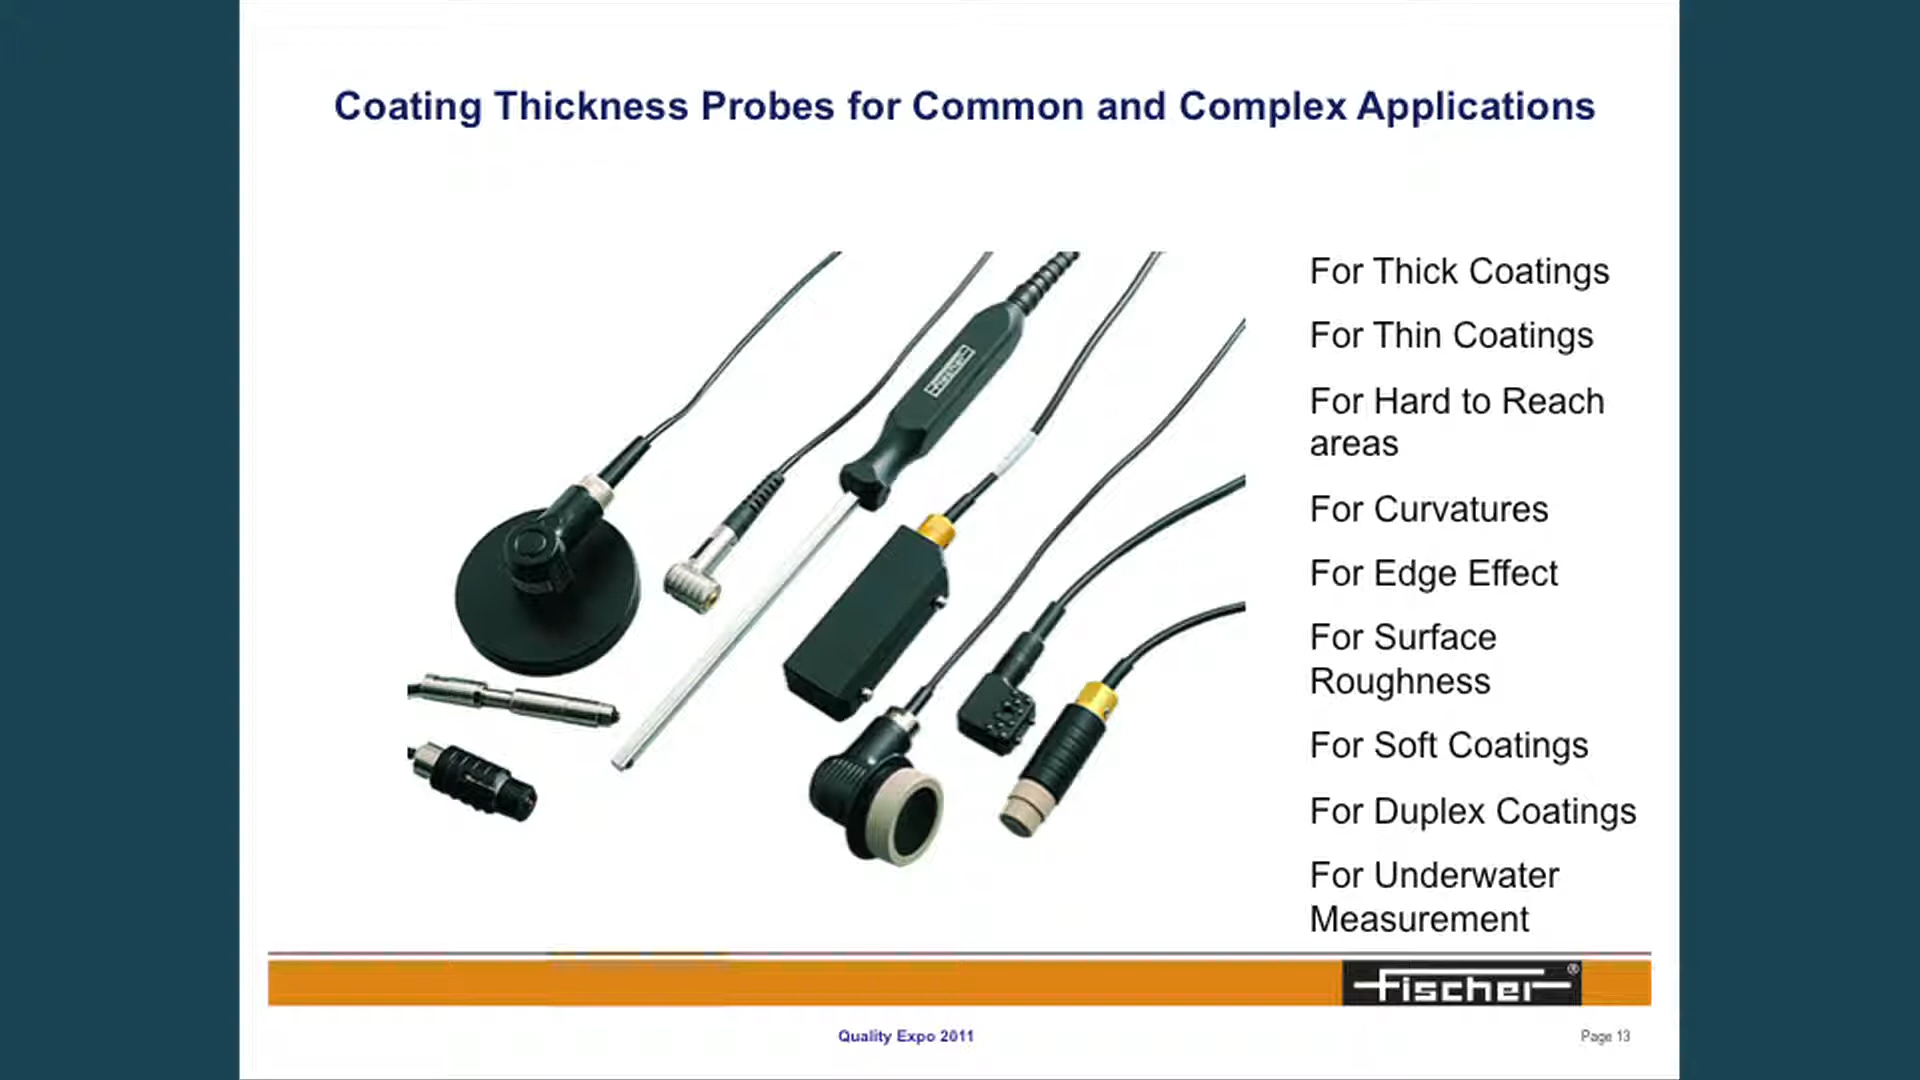 Coating Thickness Probes for Common and Complex Applications
For Thick Coatings
For Thin Coatings
For Hard to Reach
areas
For Curvatures
For Edge Effect
For Surface
Roughness
For Soft Coatings
For Duplex Coatings
For Underwater
Measurement
fischer
fischer®
Quality Expo 2011
Page 13